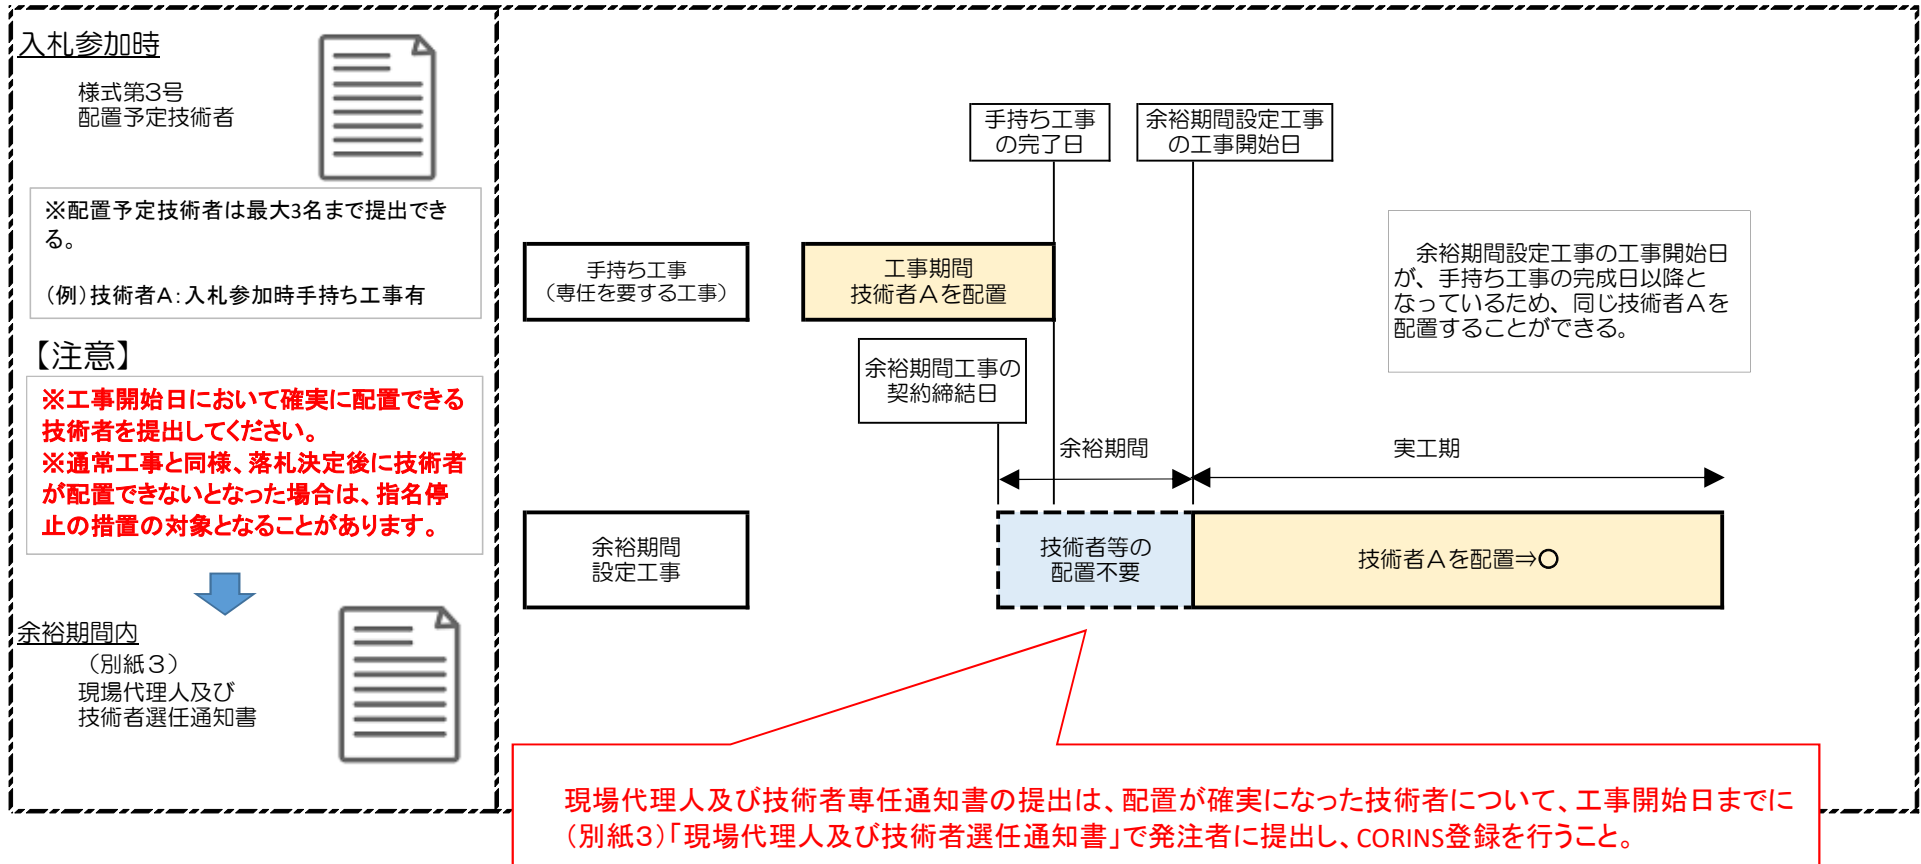 入札参加時
様式第3号
配置予定技術者
※配置予定技術者は最大3名まで提出でき
る。
（例）技術者A：入札参加時手持ち工事有
【注意】
※工事開始日において確実に配置できる
技術者を提出してください。
※通常工事と同様、落札決定後に技術者
が配置できないとなった場合は、指名停
止の措置の対象となることがあります。
余裕期間内
（別紙３）
現場代理人及び
技術者選任通知書
手持ち工事
の完了日
余裕期間設定工事
の工事開始日
手持ち工事
（専任を要する工事）
工事期間
技術者Ａを配置
余裕期間設定工事の工事開始日
が、手持ち工事の完成日以降と
なっているため、同じ技術者Ａを
配置することができる。
余裕期間工事の
契約締結日
余裕期間
実工期
余裕期間
設定工事
技術者等の
配置不要
技術者Ａを配置⇒〇
現場代理人及び技術者専任通知書の提出は、配置が確実になった技術者について、工事開始日までに
（別紙３）「現場代理人及び技術者選任通知書」で発注者に提出し、CORINS登録を行うこと。